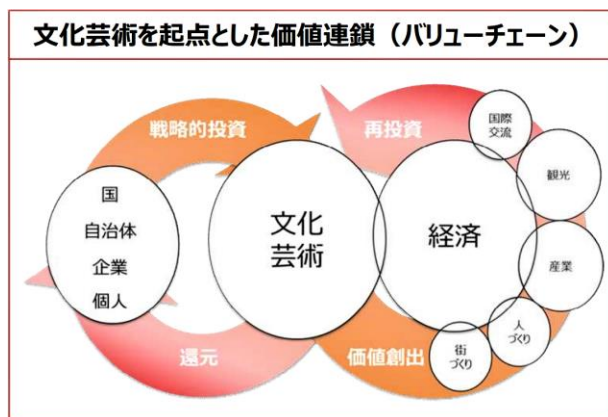 文化芸術を起点とした価値連鎖（バリューチェーン）
戦略的投資
再投資
国際
交流
観光
産業
人
づくり
街
づくり
国
自治体
企業
個人
文化
芸術
経済
還元
価値創出